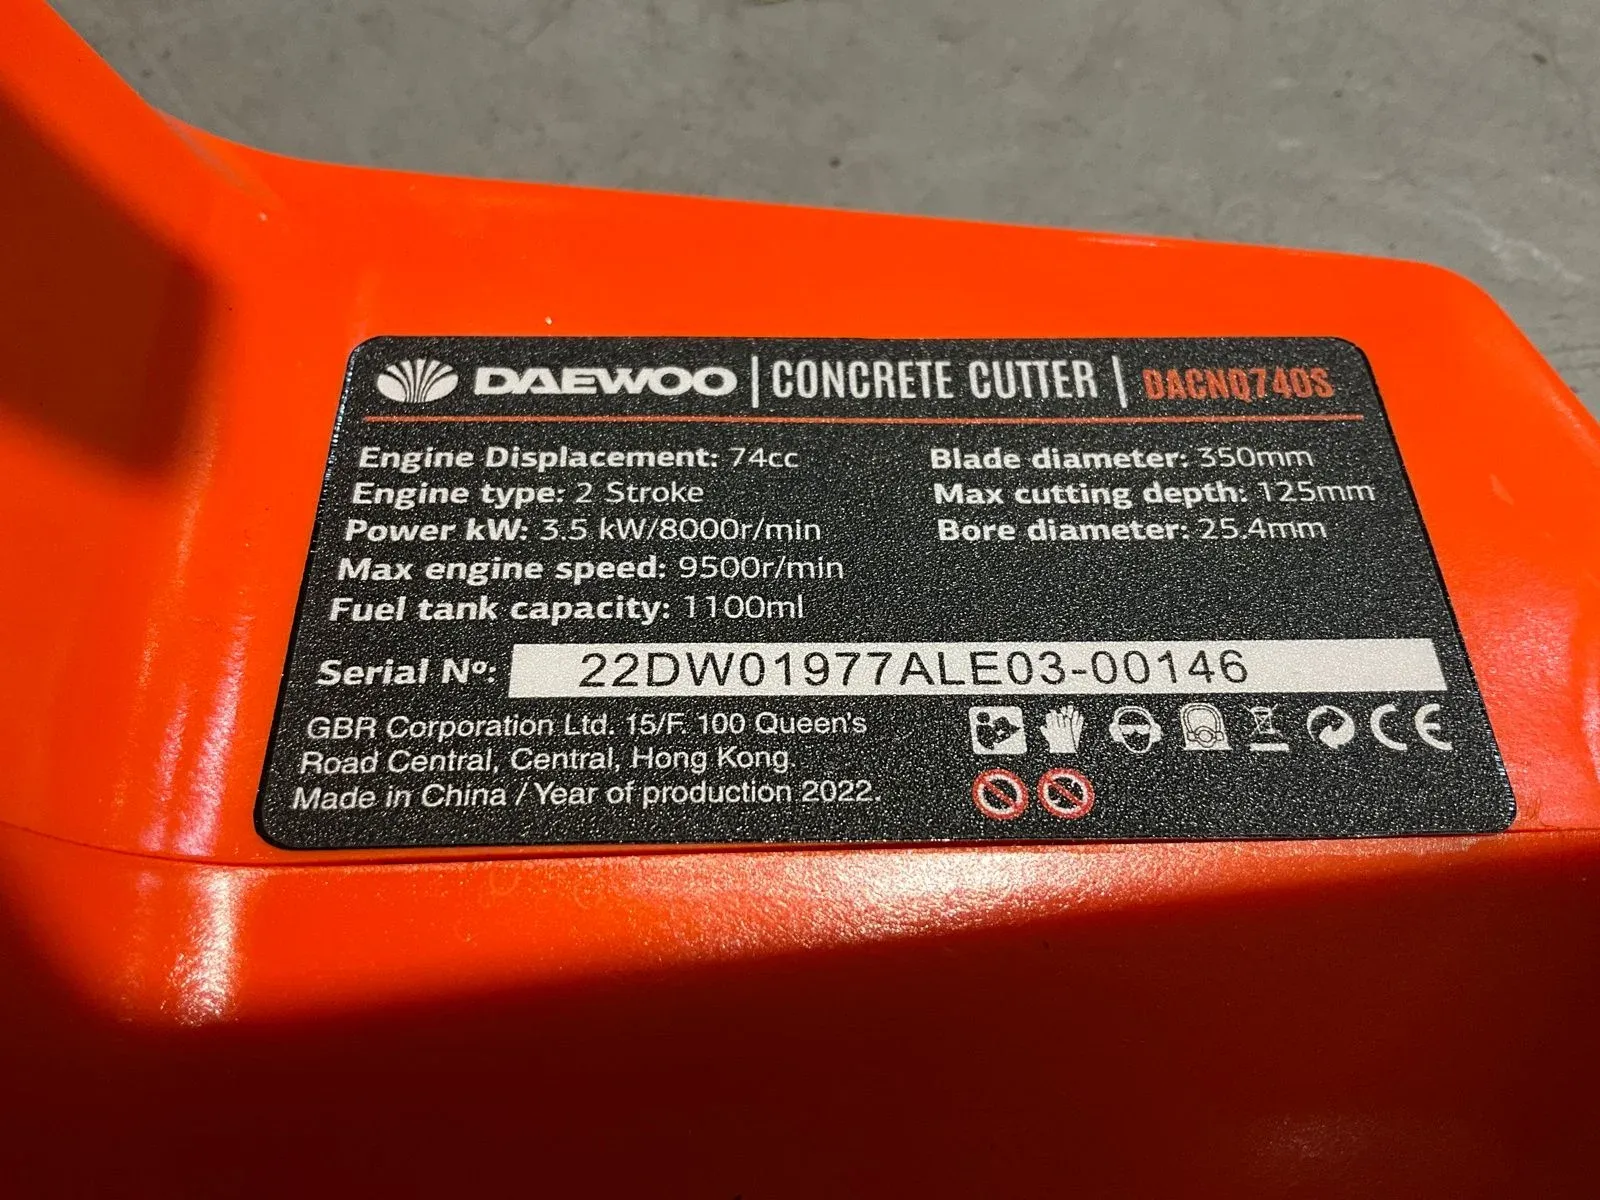 DAEWOO | CONCRETE CUTTER | DACNQ740S
Engine Displacement: 74cc
Engine type: 2 Stroke
Power kW: 3.5 kW/8000r/min
Max engine speed: 9500r/min
Fuel tank capacity: 1100ml
Blade diameter: 350mm
Max cutting depth: 125mm
Bore diameter: 25.4mm
Serial Nº: 22DW01977ALE03-00146
GBR Corporation Ltd. 15/F. 100 Queen's
Road Central, Central, Hong Kong
Made in China / Year of production 2022.
CE